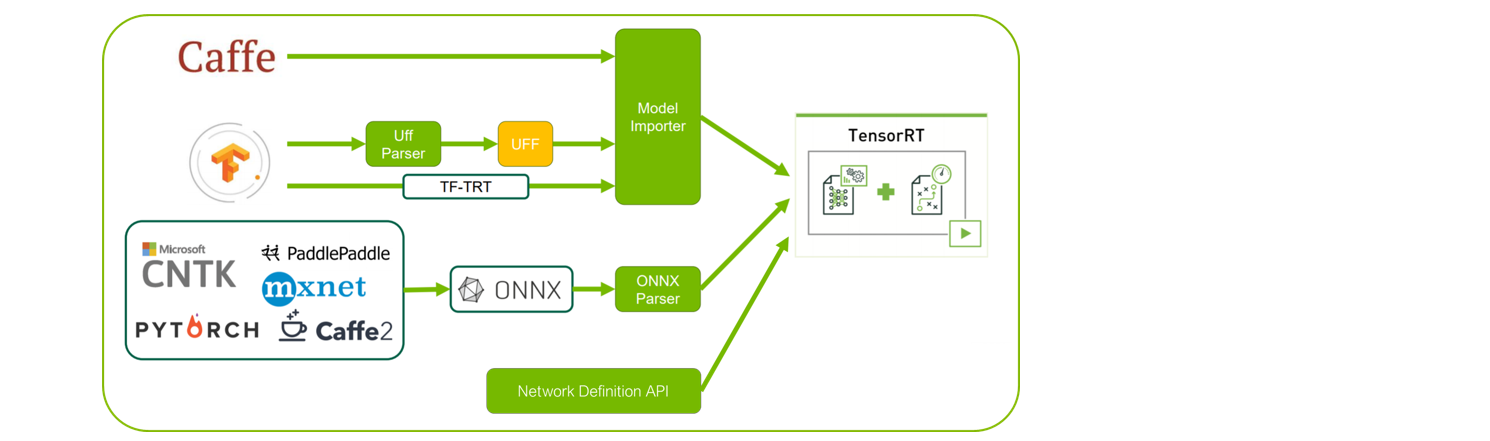 Caffe
Model
Importer
Uff
Parser
UFF
TF-TRT
TensorRT
Microsoft
CNTK
PaddlePaddle
mxnet
PYTORCH
Caffe2
ONNX
ONNX
Parser
Network Definition API